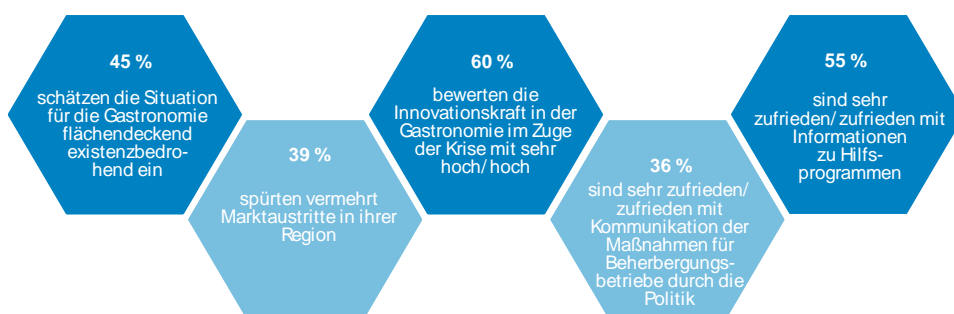 45 %
schätzen die Situation
für die Gastronomie
flächendeckend
existenzbedro-
hend ein
39 %
spürten vermehrt
Marktaustritte in ihrer
Region
60 %
bewerten die
Innovationskraft in der
Gastronomie im Zuge
der Krise mit sehr
hoch/ hoch
36 %
sind sehr zufrieden/
zufrieden mit
Kommunikation der
Maßnahmen für
Beherbergungs-
betriebe durch die
Politik
55 %
sind sehr
zufrieden/ zufrieden mit
Informationen
zu Hilfs-
programmen